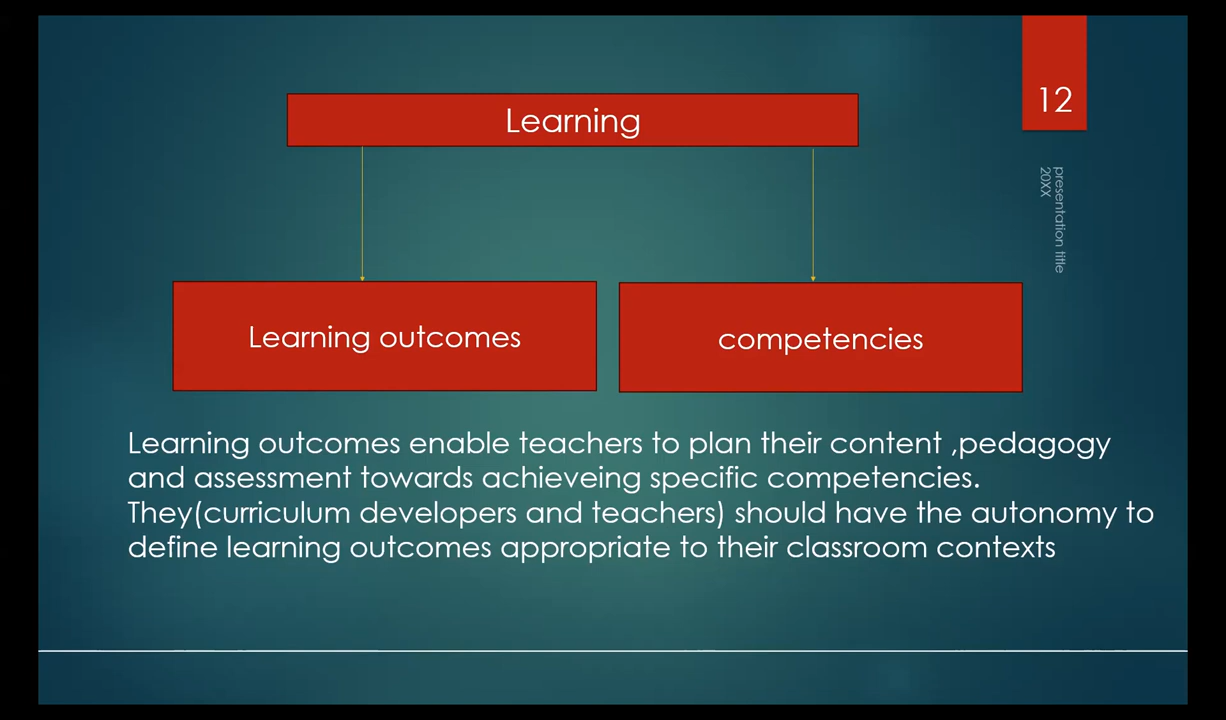 12
Learning
presentation title
20XX
Learning outcomes
competencies
Learning outcomes enable teachers to plan their content ,pedagogy
and assessment towards achieveing specific competencies.
They(curriculum developers and teachers) should have the autonomy to
define learning outcomes appropriate to their classroom contexts